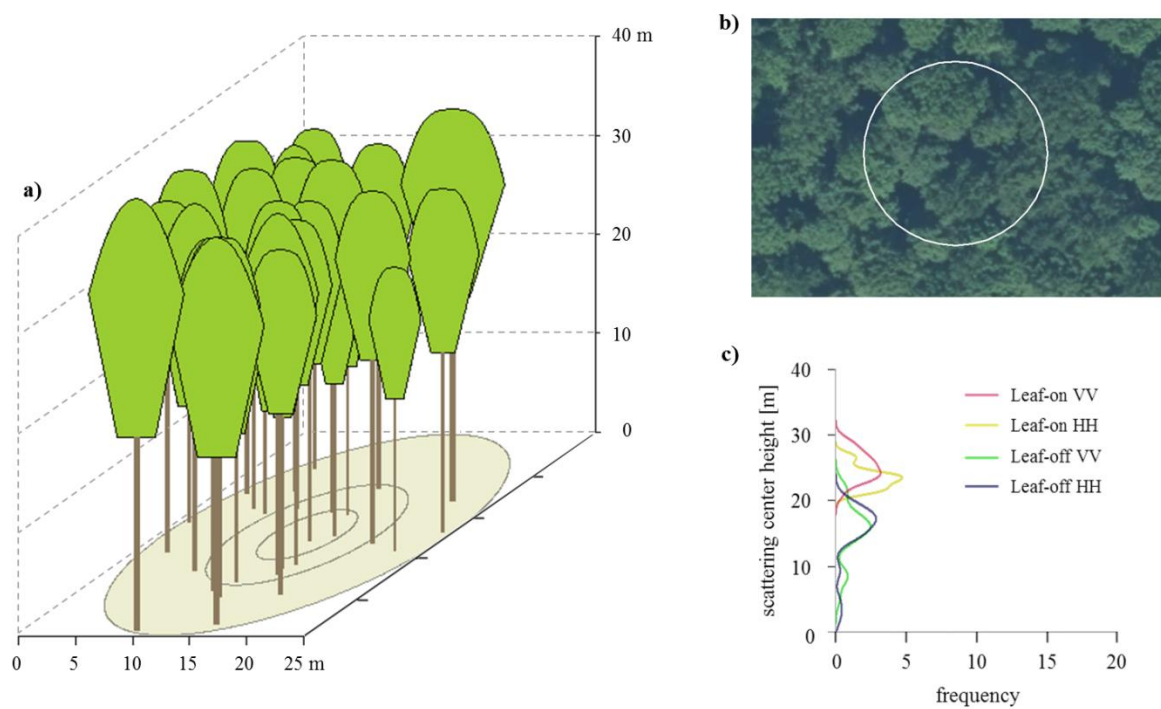 a)
40 m
30
20
10
0
0 5 10 15 20 25 m
b)
c)
scattering center height [m]
40
30
20
10
0
0 5 10 15 20
frequency
Leaf-on VV
Leaf-on HH
Leaf-off VV
Leaf-off HH